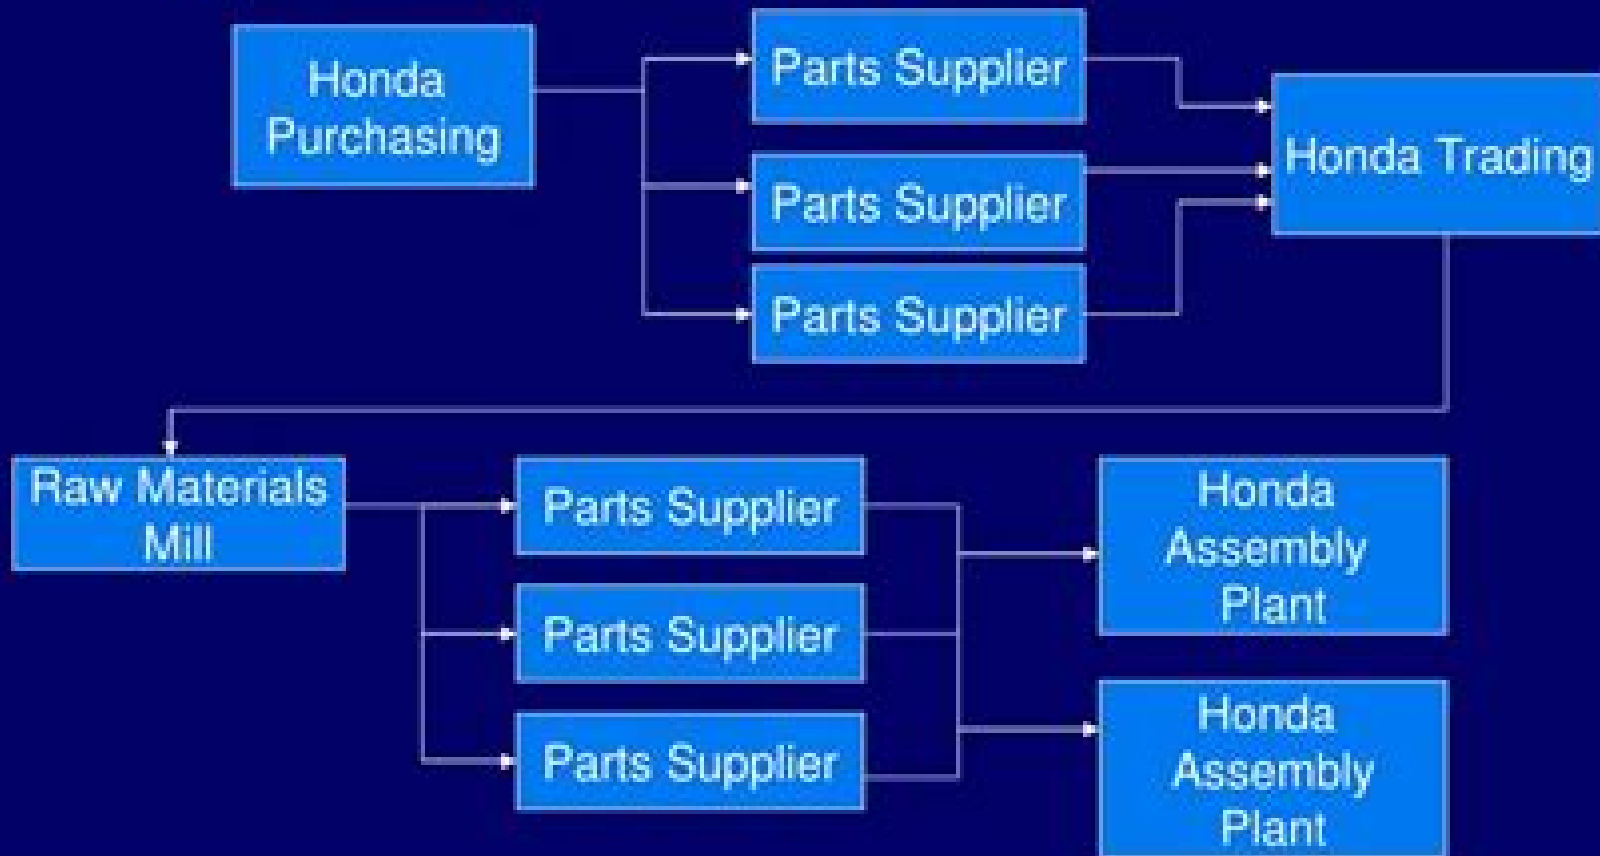 Honda
Purchasing
Parts Supplier
Parts Supplier
Parts Supplier
Honda Trading
Raw Materials
Mill
Parts Supplier
Parts Supplier
Parts Supplier
Honda
Assembly
Plant
Honda
Assembly
Plant